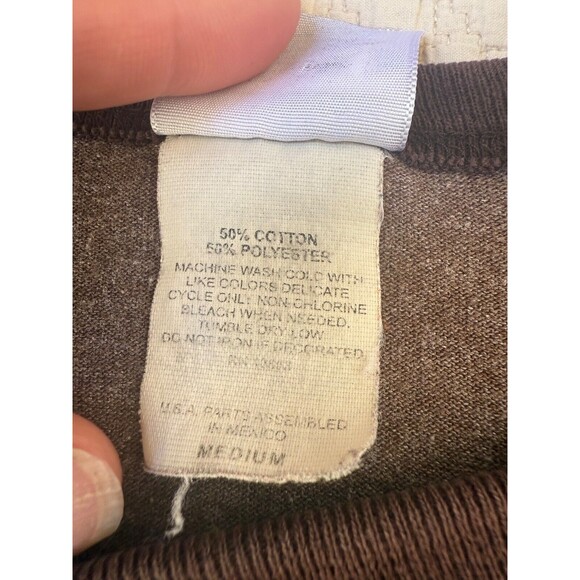 50% COTTON
50% POLYESTER
MACHINE WASH COLD WITH
LIKE COLORS DELICATE
CYCLE ONLY NON-CHLORINE
BLEACH WHEN NEEDED.
TUMBLE DRY LOW
DO NOT IRON IF DECORATED
RN
U.S.A. PARTS ASSEMBLED
IN MEXICO
MEDIUM